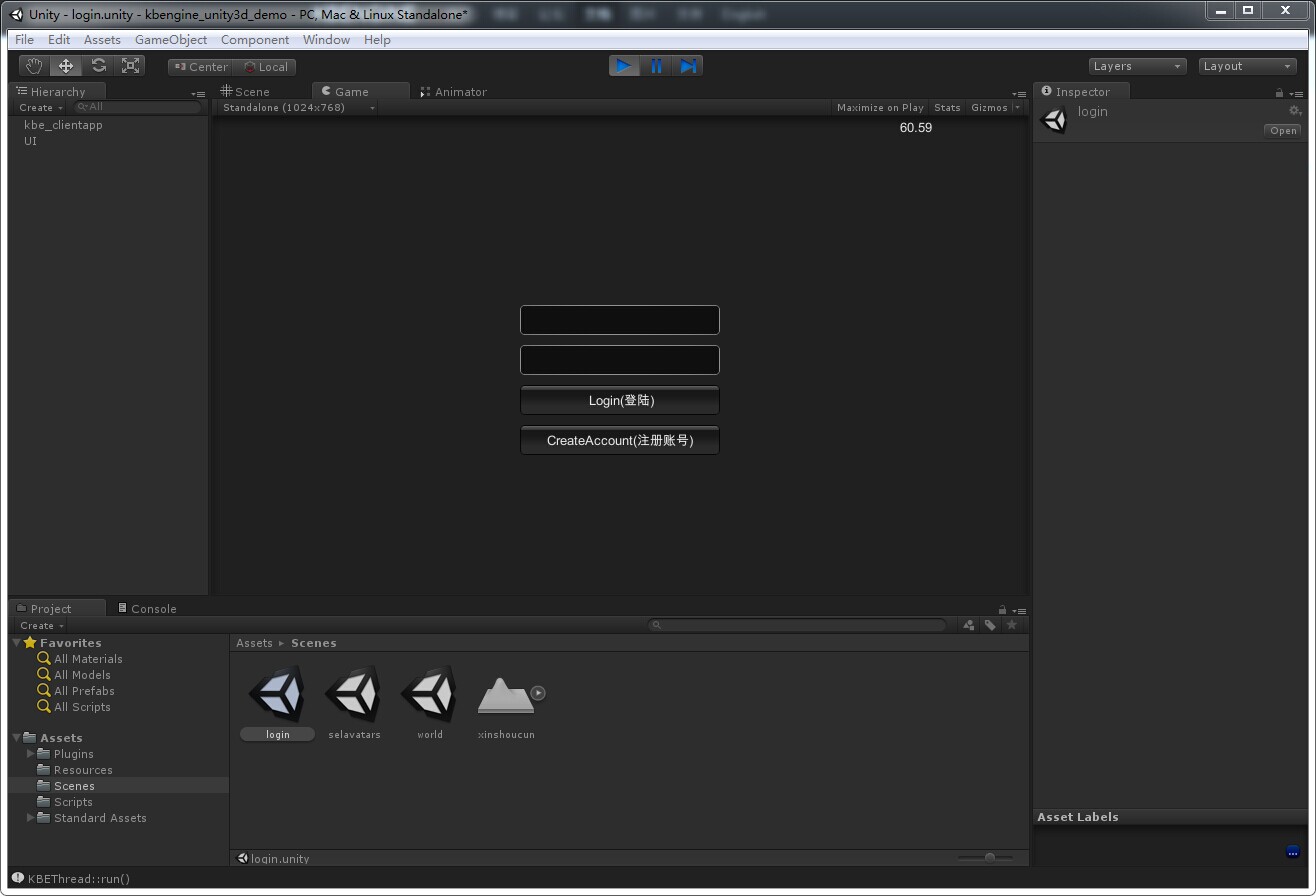 Unity - login.unity - kbengine_unity3d_demo - PC, Mac & Linux Standalone*
File Edit Assets GameObject Component Window Help
Center Local Layers Layout
Hierarchy Scene Game Animator Inspector
Create All Standalone (1024x768) Maximize on Play Stats Gizmos
login
Open
kbe_clientapp
UI
60.59
Login(登陆)
CreateAccount(注册账号)
Project Console
Create
Favorites
All Materials
All Models
All Prefabs
All Scripts
Assets
Plugins
Resources
Scenes
Scripts
Standard Assets
Assets Scenes
login selavatars world xinshoucun
login.unity
Asset Labels
KBEThread::run()